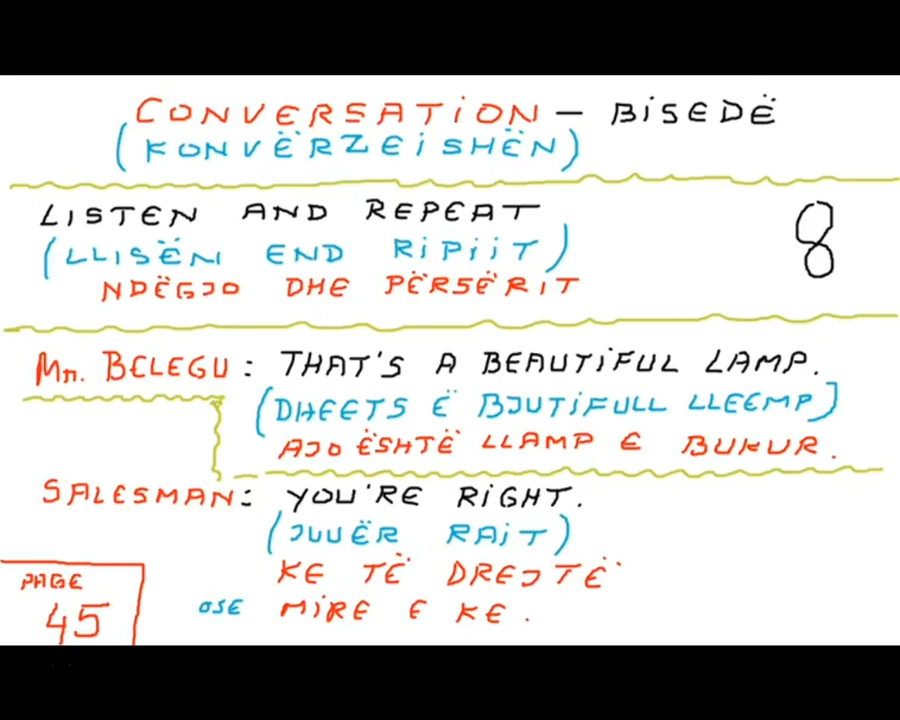 CONVERSATION – BISEDË
(KONVËRZEISHËN)
LISTEN AND REPEAT
8
(LLISËN END RIPIIT)
NDËGJO DHE PËRSËRIT
Mr. BELEGU: THAT'S A BEAUTIFUL LAMP.
(DHEETS Ë BJUTIFULL LLEEMP)
AJO ËSHTË LLAMP E BUKUR.
SALESMAN: YOU'RE RIGHT.
(JUUËR RAIT)
KE TË DREJTË
OSE MIRE E KE.
PAGE
45